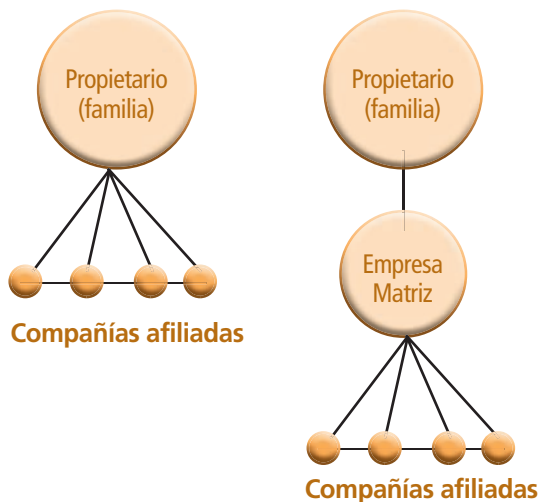 Propietario
(familia)
Compañías afiliadas
Propietario
(familia)
Empresa
Matriz
Compañías afiliadas